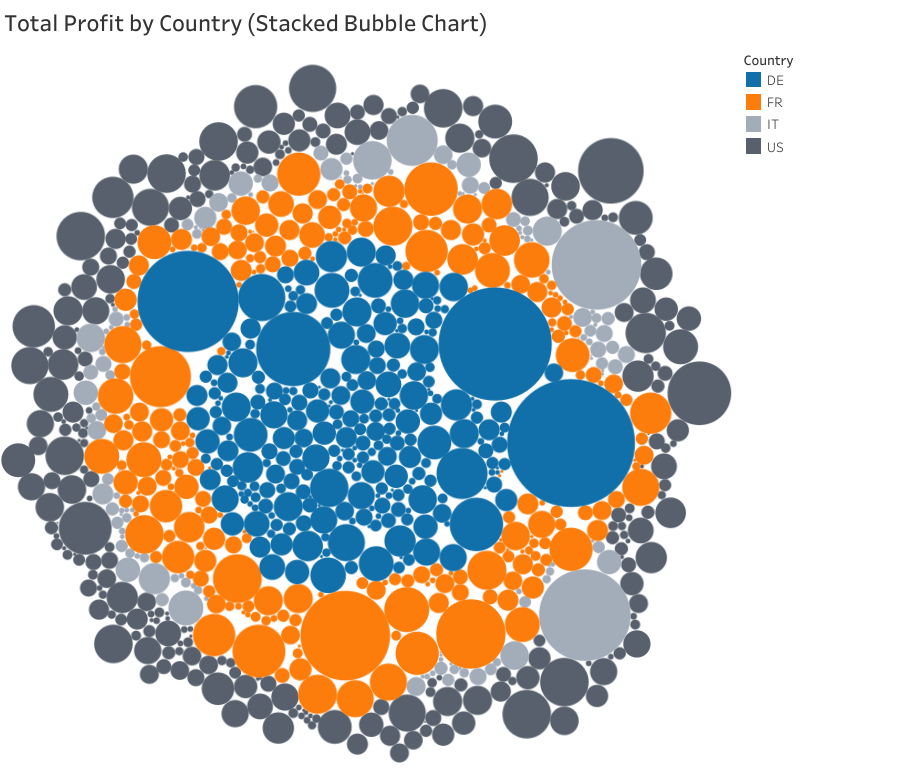 Total Profit by Country (Stacked Bubble Chart)
Country
DE
FR
IT
US